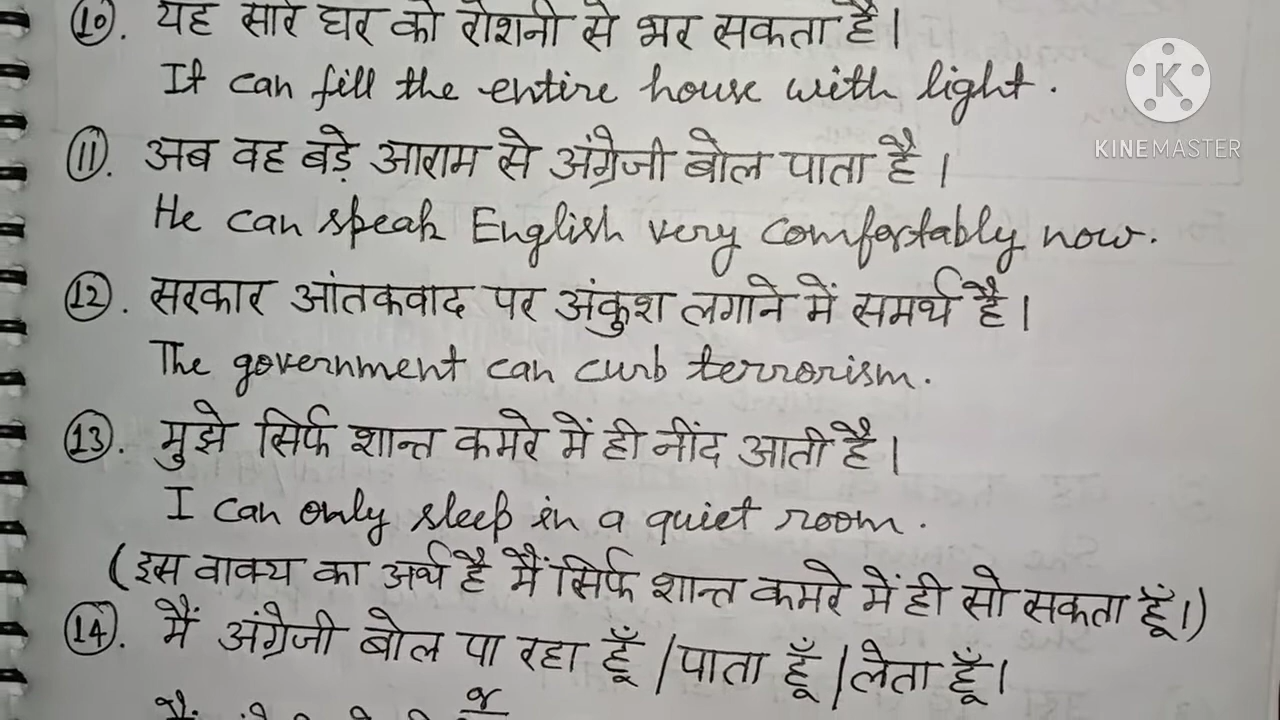 10. यह सारे घर को रोशनी से भर सकता है।
It can fill the entire house with light.
K
KINEMASTER
11. अब वह बड़े आराम से अंग्रेजी बोल पाता है।
He can speak English very comfortably now.
12. सरकार आंतकवाद पर अंकुश लगाने में समर्थ है।
The government can curb terrorism.
13. मुझे सिर्फ शान्त कमरे में ही नींद आती है।
I can only sleep in a quiet room.
(इस वाक्य का अर्थ है मैं सिर्फ शान्त कमरे में ही सो सकता हूँ।)
14. मैं अंग्रेजी बोल पा रहा हूँ / पाता हूँ / लेता हूँ।